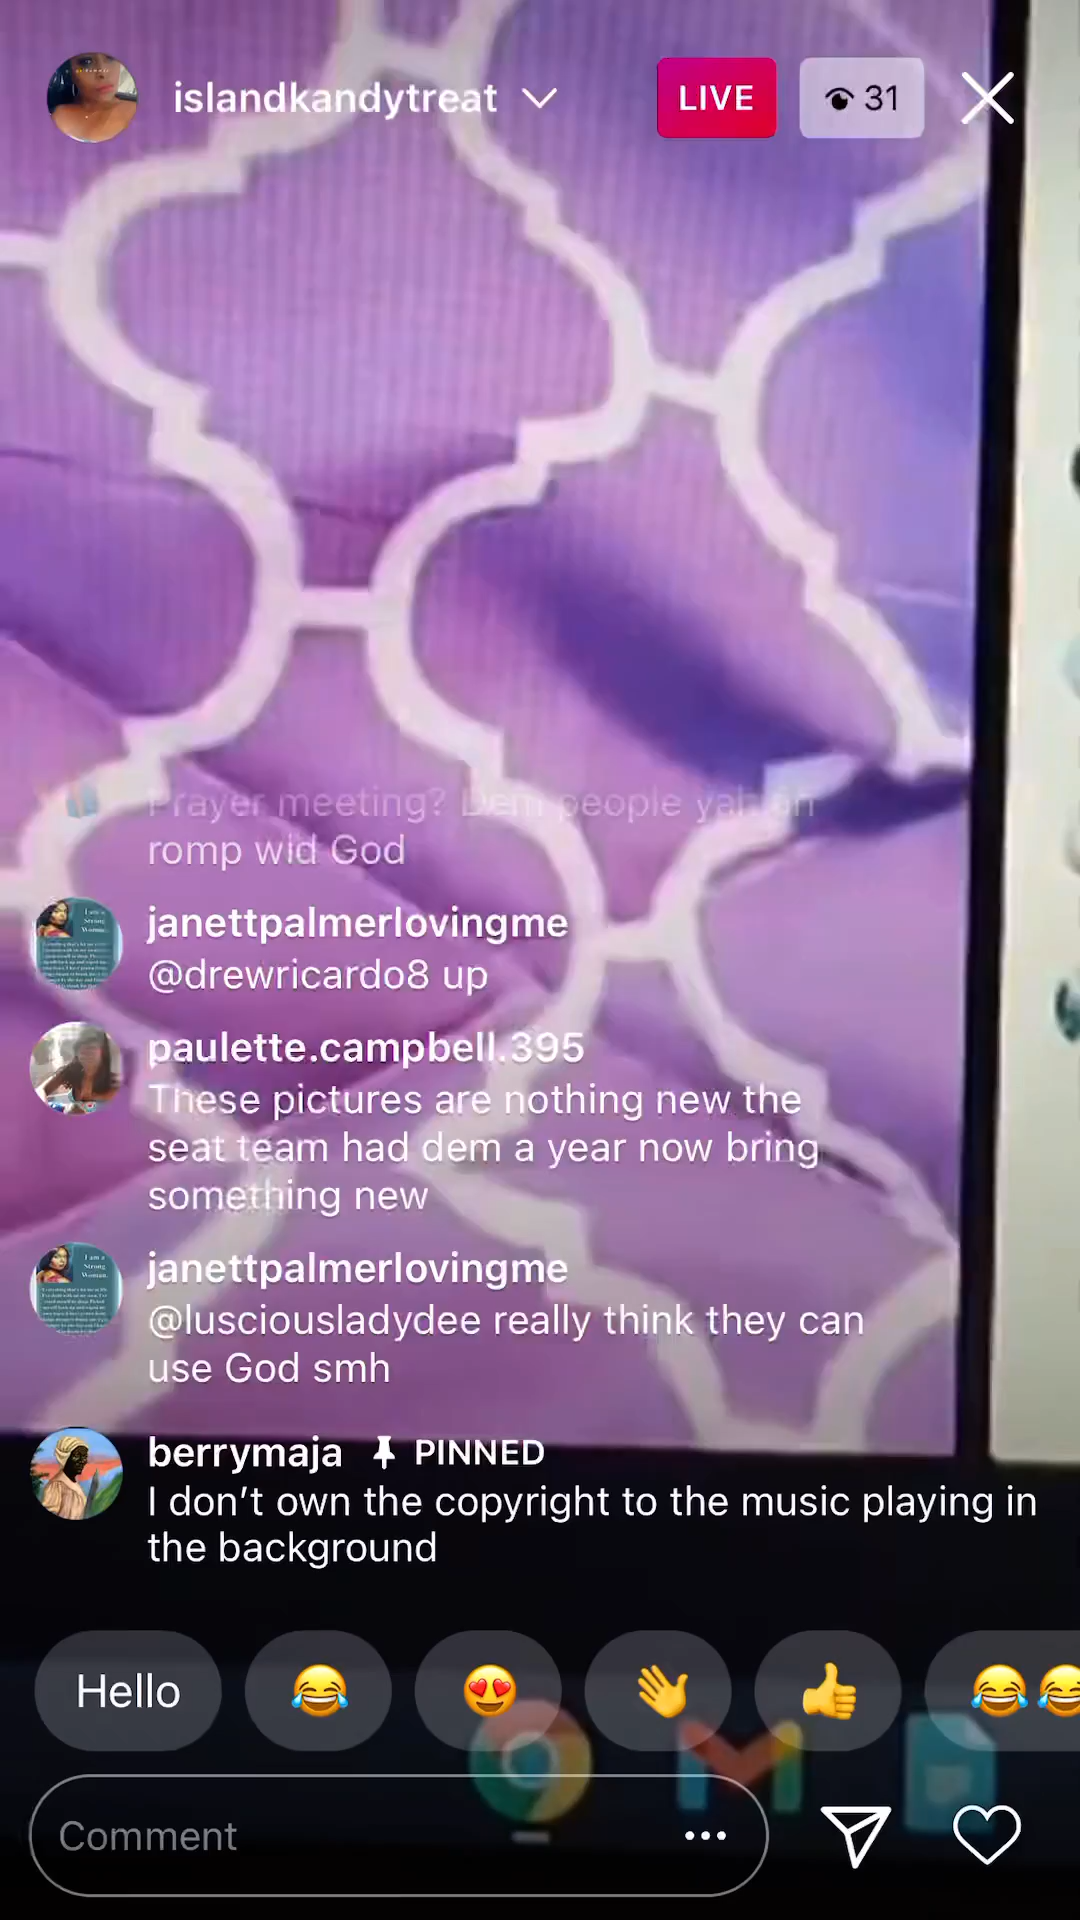 islandkandytreat
LIVE
31
Prayer meeting? Dem people yah
romp wid God
janettpalmerlovingme
@drewricardo8 up
paulette.campbell.395
These pictures are nothing new the
seat team had dem a year now bring
something new
janettpalmerlovingme
@lusciousladydee really think they can
use God smh
berrymaja PINNED
I don’t own the copyright to the music playing in
the background
Hello
Comment